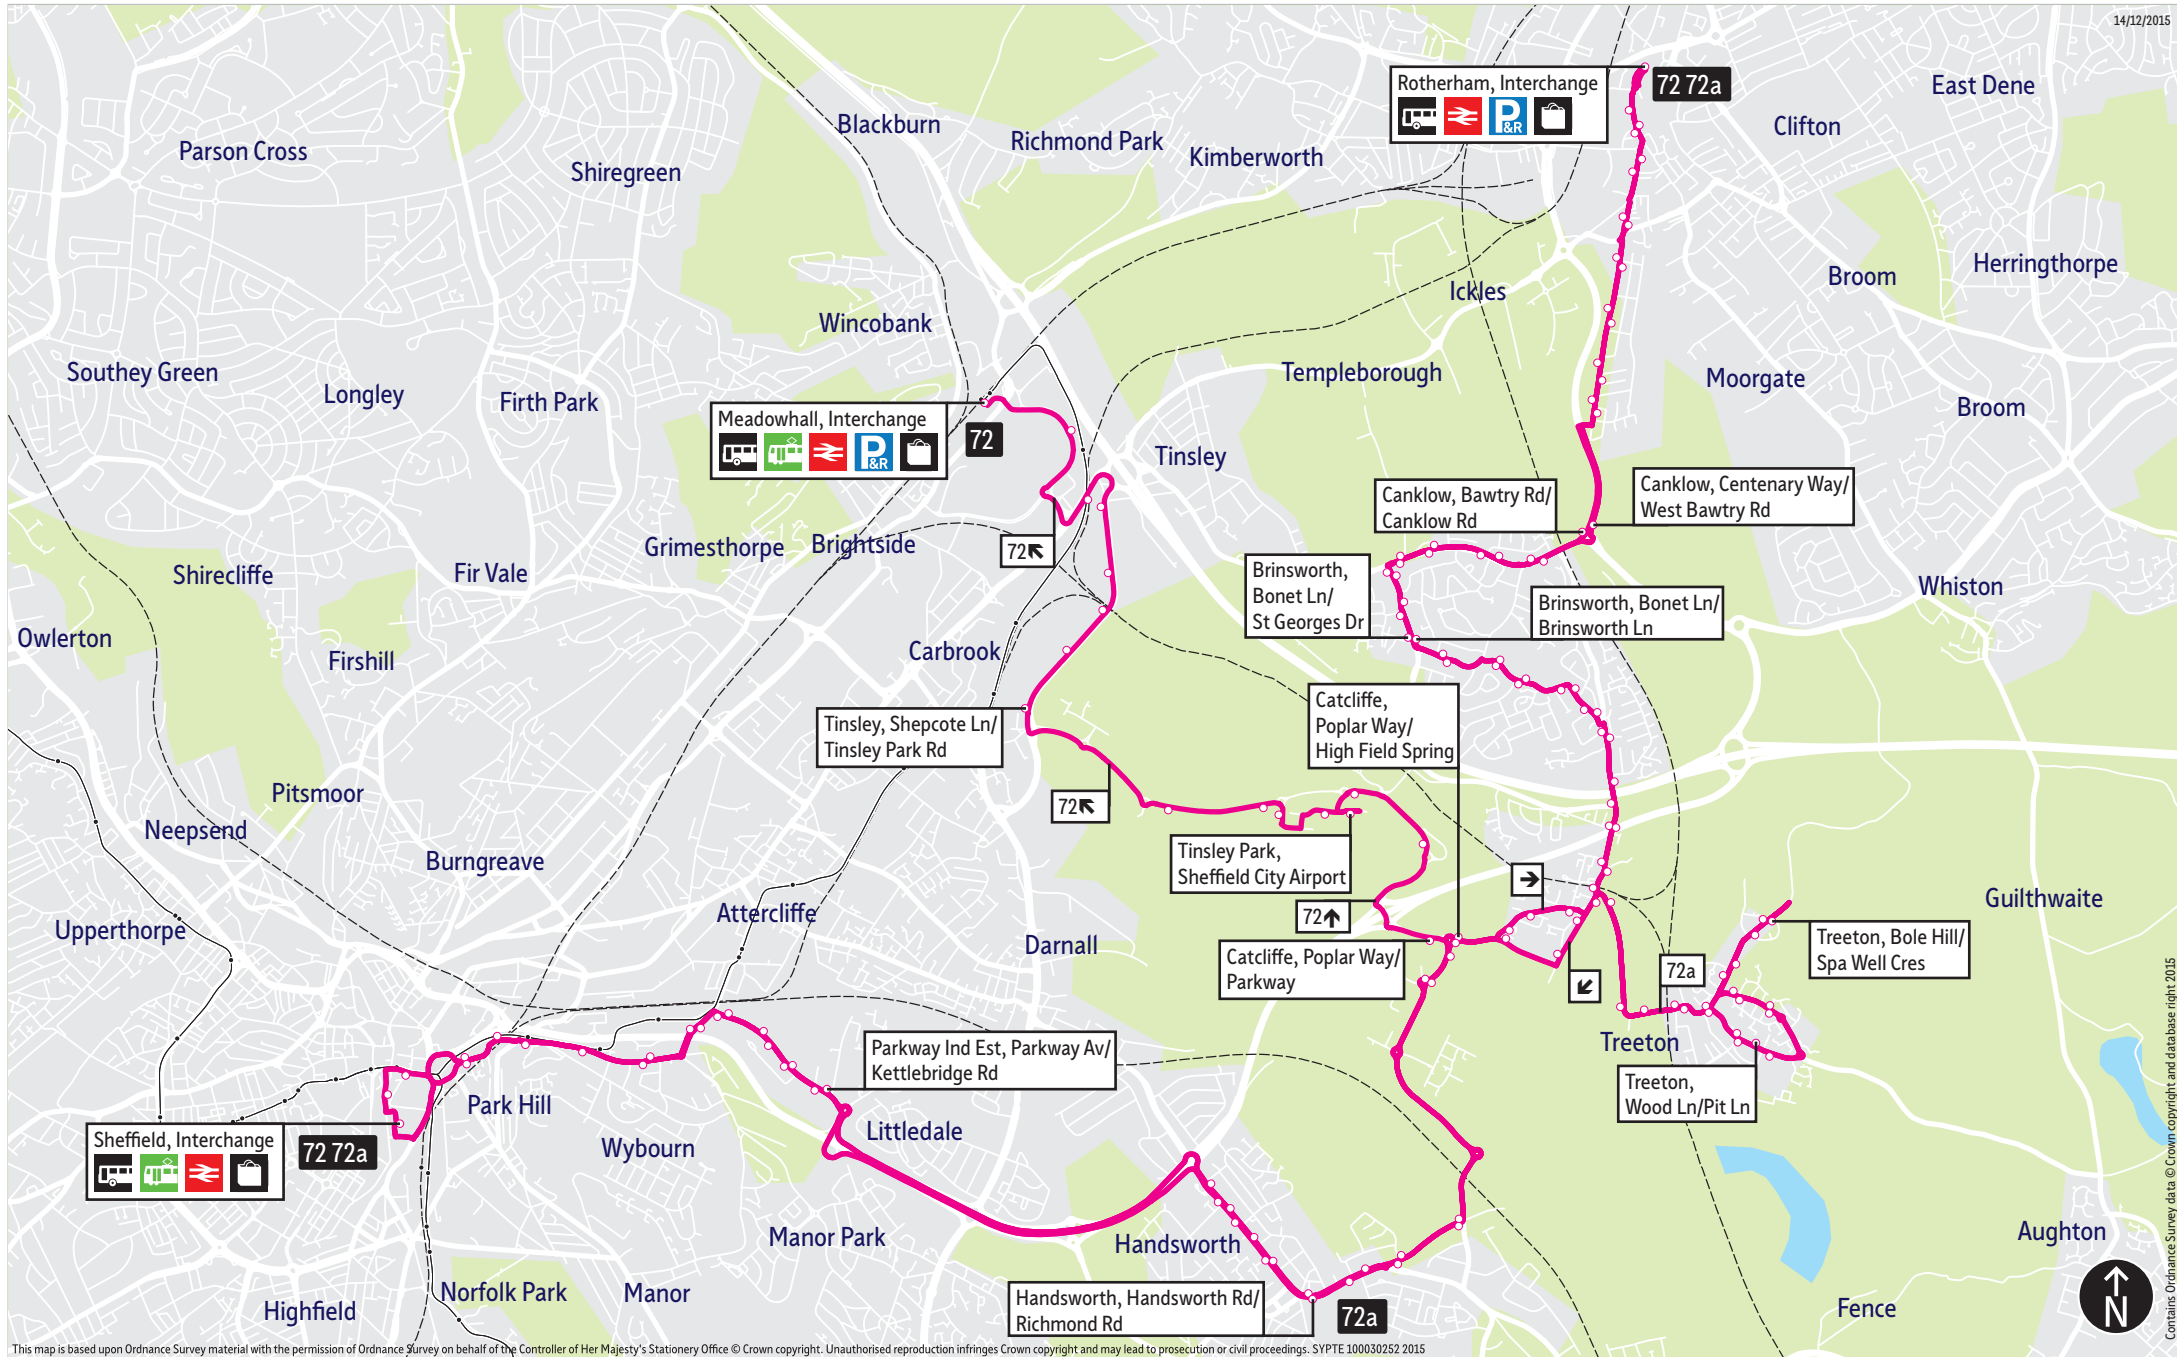 14/12/2015
Rotherham, Interchange
P&R
72 72a
East Dene
Clifton
Blackburn
Richmond Park
Kimberworth
Parson Cross
Shiregreen
Broom
Herringthorpe
Ickles
Wincobank
Southey Green
Longley
Firth Park
Templeborough
Moorgate
Broom
Meadowhall, Interchange
P&R
72
Tinsley
Canklow, Bawtry Rd/
Canklow Rd
Canklow, Centenary Way/
West Bawtry Rd
Grimesthorpe
Brightside
72
Shirecliffe
Fir Vale
Brinsworth,
Bonet Ln/
St Georges Dr
Brinsworth, Bonet Ln/
Brinsworth Ln
Whiston
Owlerton
Firshill
Carbrook
Tinsley, Shepcote Ln/
Tinsley Park Rd
Catcliffe,
Poplar Way/
High Field Spring
Pitsmoor
72
Neepsend
Burngreave
Tinsley Park,
Sheffield City Airport
72
Attercliffe
Upperthorpe
Darnall
Guilthwaite
Catcliffe, Poplar Way/
Parkway
72a
Treeton, Bole Hill/
Spa Well Cres
Treeton
Parkway Ind Est, Parkway Av/
Kettlebridge Rd
Treeton,
Wood Ln/Pit Ln
Park Hill
Littledale
Wybourn
Sheffield, Interchange
72 72a
Manor Park
Handsworth
Aughton
Norfolk Park
Manor
Highfield
Handsworth, Handsworth Rd/
Richmond Rd
72a
Fence
N
This map is based upon Ordnance Survey material with the permission of Ordnance Survey on behalf of the Controller of Her Majesty's Stationery Office © Crown copyright. Unauthorised reproduction infringes Crown copyright and may lead to prosecution or civil proceedings. SYPTE 100030252 2015
Contains Ordnance Survey data © Crown copyright and database right 2015